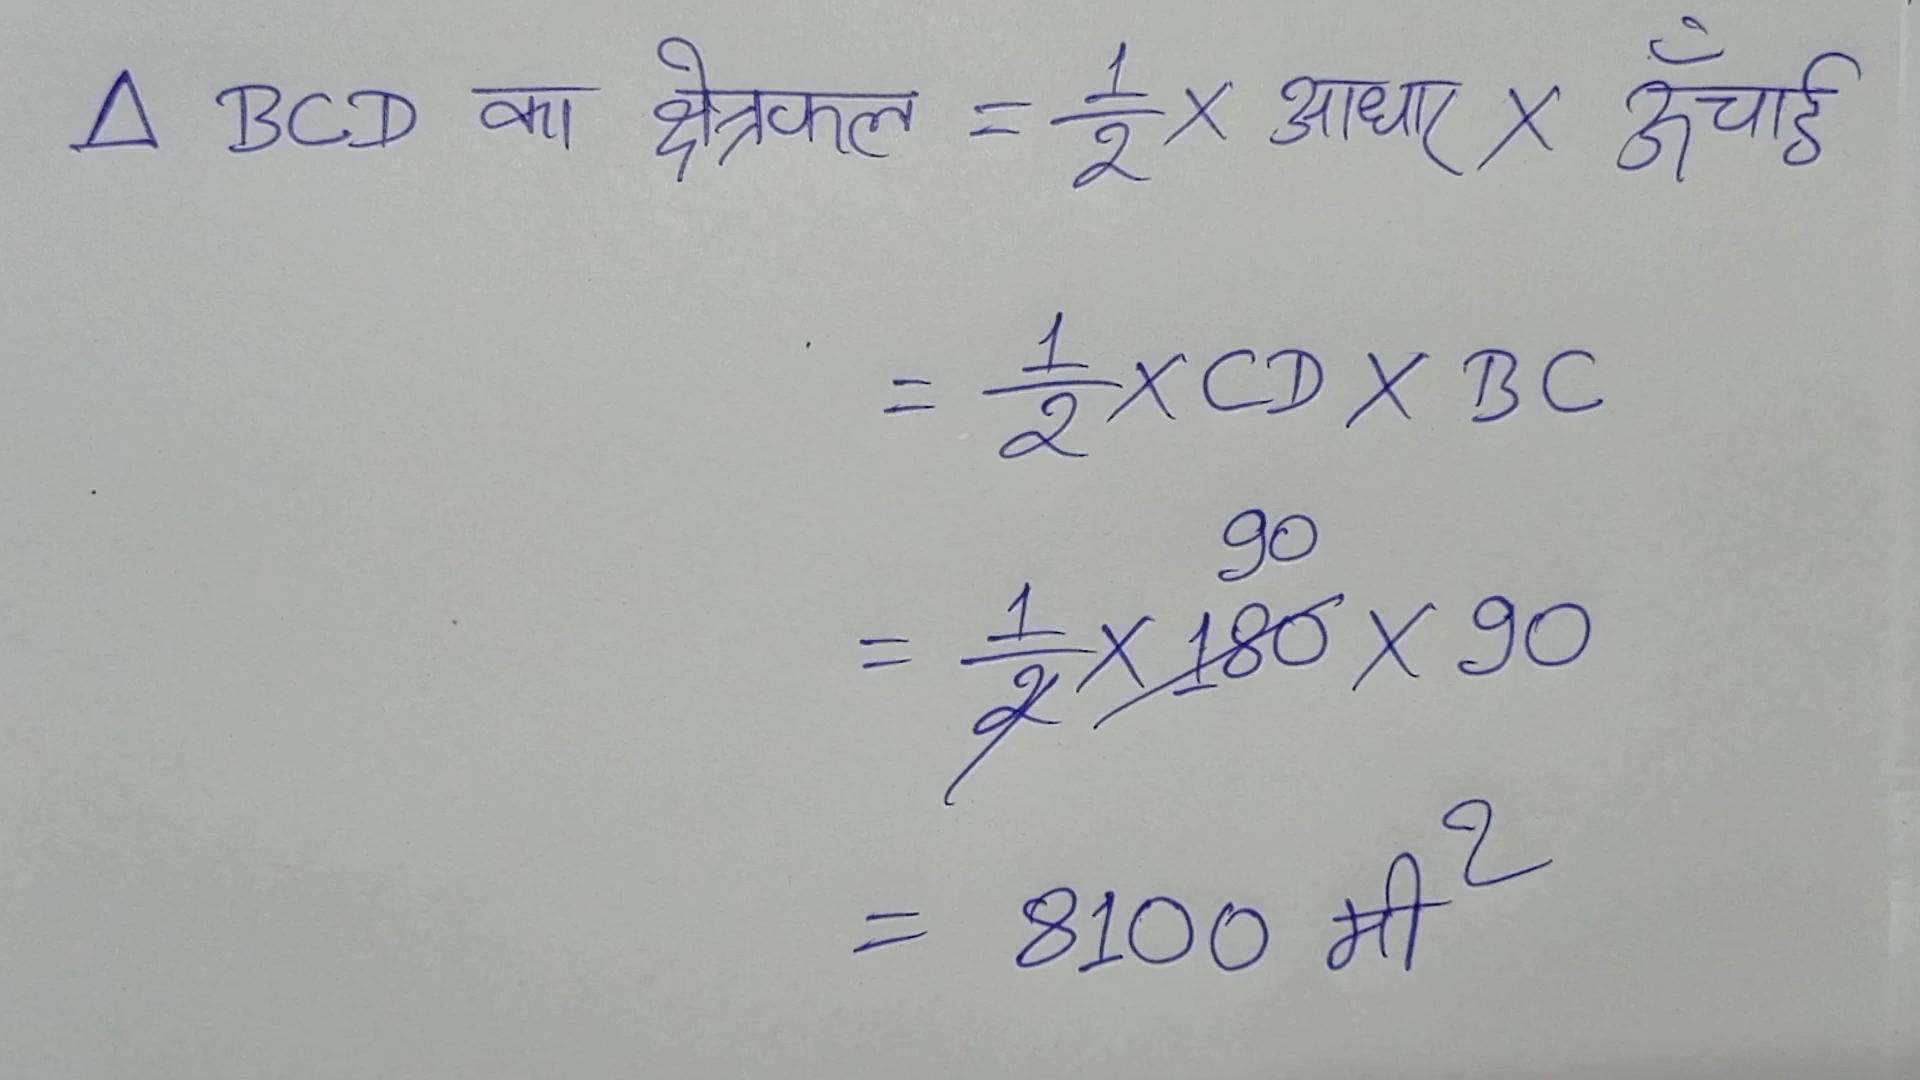 Δ BCD का क्षेत्रफल = 1/2 × आधार × ऊँचाई
= 1/2 × CD × BC
90
= 1/2 × 180 × 90
= 8100 मी²